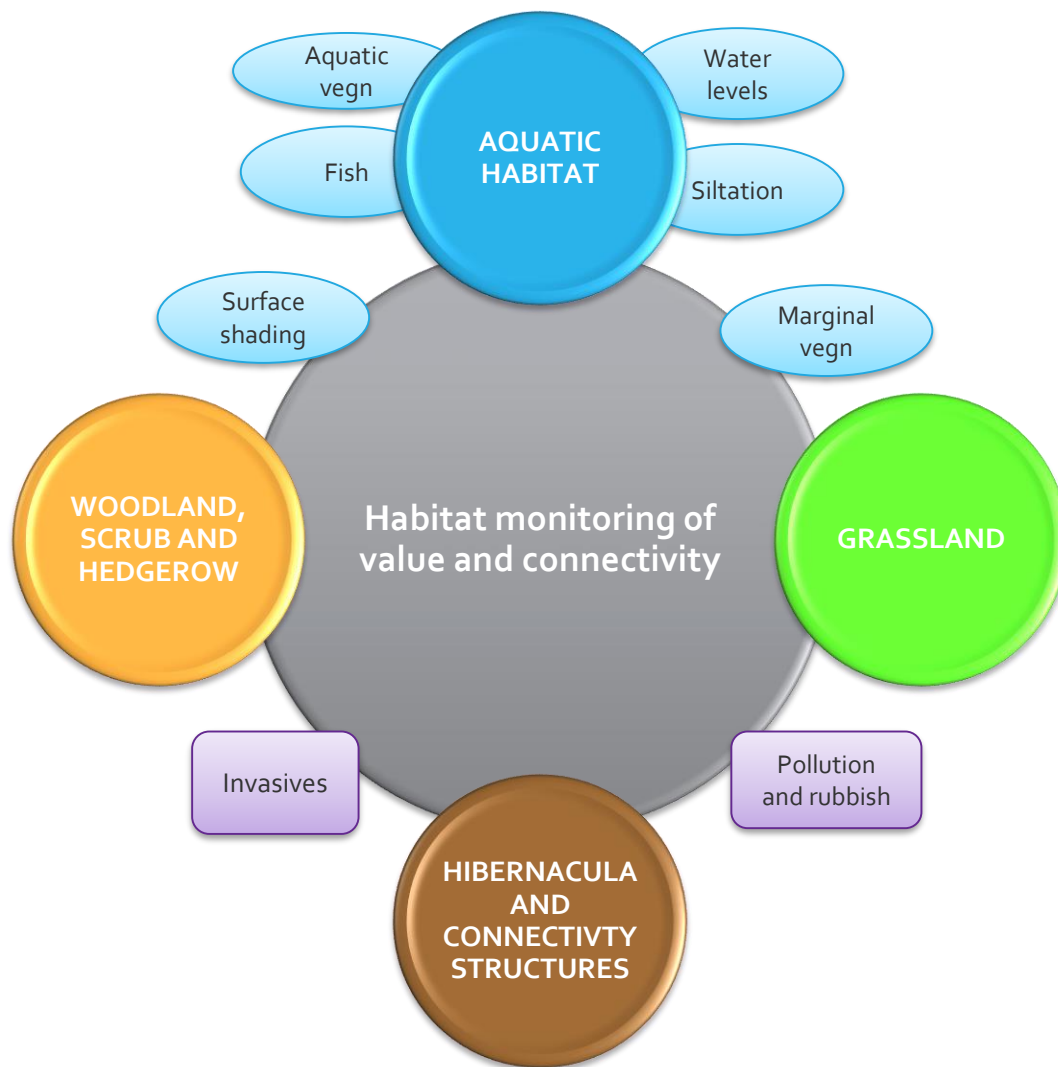 Aquatic
vegn
Water
levels
AQUATIC
HABITAT
Fish
Siltation
Surface
shading
Marginal
vegn
WOODLAND,
SCRUB AND
HEDGEROW
Habitat monitoring of
value and connectivity
GRASSLAND
Invasives
Pollution
and rubbish
HIBERNACULA
AND
CONNECTIVTY
STRUCTURES